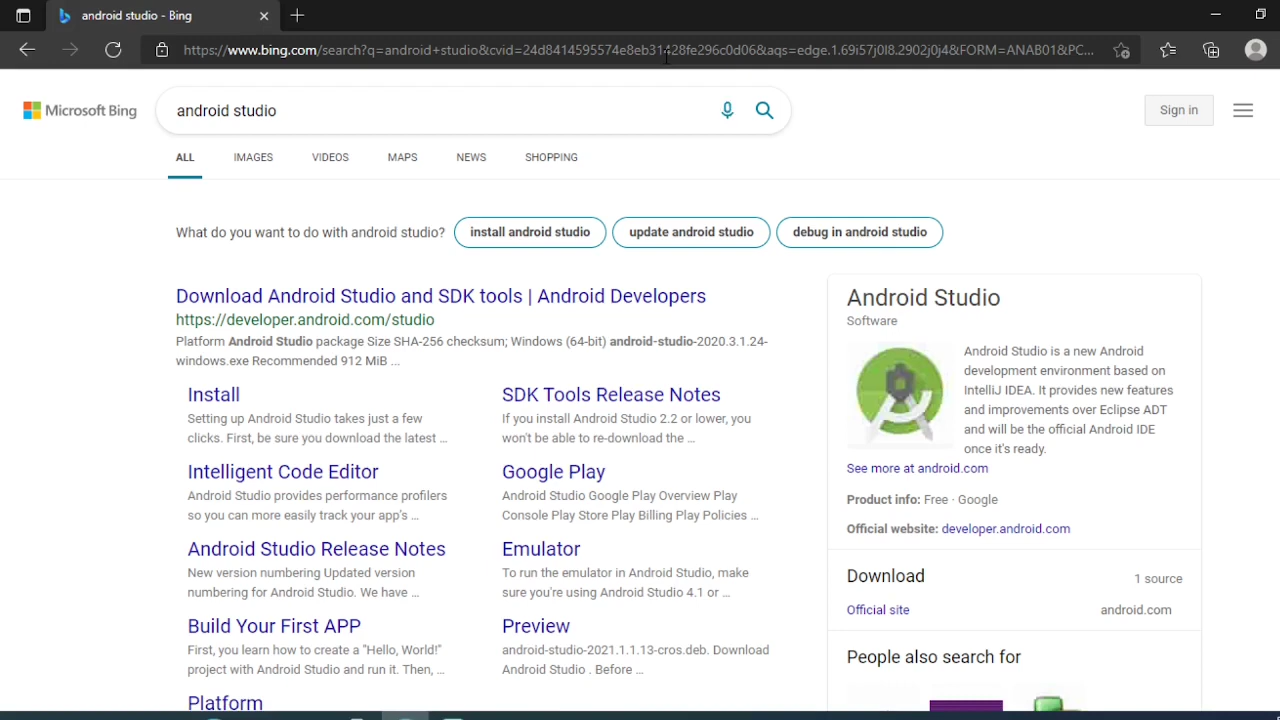 android studio - Bing
https://www.bing.com/search?q=android+studio&cvid=24d8414595574e8eb31428fe296c0d06&aqs=edge.1.69i57j0l8.2902j0j4&FORM=ANAB01&PC...
Microsoft Bing
android studio
Sign in
ALL IMAGES VIDEOS MAPS NEWS SHOPPING
What do you want to do with android studio? install android studio update android studio debug in android studio
Download Android Studio and SDK tools | Android Developers
https://developer.android.com/studio
Platform Android Studio package Size SHA-256 checksum; Windows (64-bit) android-studio-2020.3.1.24-
windows.exe Recommended 912 MiB ...
Install
Setting up Android Studio takes just a few
clicks. First, be sure you download the latest ...
SDK Tools Release Notes
If you install Android Studio 2.2 or lower, you
won't be able to re-download the ...
Intelligent Code Editor
Android Studio provides performance profilers
so you can more easily track your app's ...
Google Play
Android Studio Google Play Overview Play
Console Play Store Play Billing Play Policies ...
Android Studio Release Notes
New version numbering Updated version
numbering for Android Studio. We have ...
Emulator
To run the emulator in Android Studio, make
sure you're using Android Studio 4.1 or ...
Build Your First APP
First, you learn how to create a "Hello, World!"
project with Android Studio and run it. Then, ...
Preview
android-studio-2021.1.1.13-cros.deb. Download
Android Studio . Before ...
Platform
Android Studio
Software
Android Studio is a new Android
development environment based on
IntelliJ IDEA. It provides new features
and improvements over Eclipse ADT
and will be the official Android IDE
once it's ready.
See more at android.com
Product info: Free · Google
Official website: developer.android.com
Download 1 source
Official site android.com
People also search for